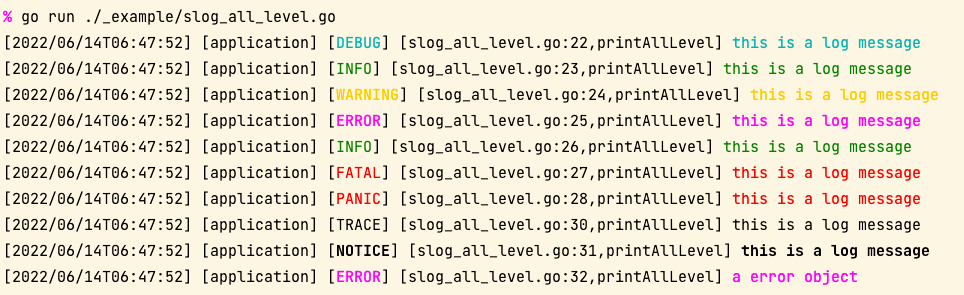 % go run ./_example/slog_all_level.go
[2022/06/14T06:47:52] [application] [DEBUG] [slog_all_level.go:22,printAllLevel] this is a log message
[2022/06/14T06:47:52] [application] [INFO] [slog_all_level.go:23,printAllLevel] this is a log message
[2022/06/14T06:47:52] [application] [WARNING] [slog_all_level.go:24,printAllLevel] this is a log message
[2022/06/14T06:47:52] [application] [ERROR] [slog_all_level.go:25,printAllLevel] this is a log message
[2022/06/14T06:47:52] [application] [INFO] [slog_all_level.go:26,printAllLevel] this is a log message
[2022/06/14T06:47:52] [application] [FATAL] [slog_all_level.go:27,printAllLevel] this is a log message
[2022/06/14T06:47:52] [application] [PANIC] [slog_all_level.go:28,printAllLevel] this is a log message
[2022/06/14T06:47:52] [application] [TRACE] [slog_all_level.go:30,printAllLevel] this is a log message
[2022/06/14T06:47:52] [application] [NOTICE] [slog_all_level.go:31,printAllLevel] this is a log message
[2022/06/14T06:47:52] [application] [ERROR] [slog_all_level.go:32,printAllLevel] a error object